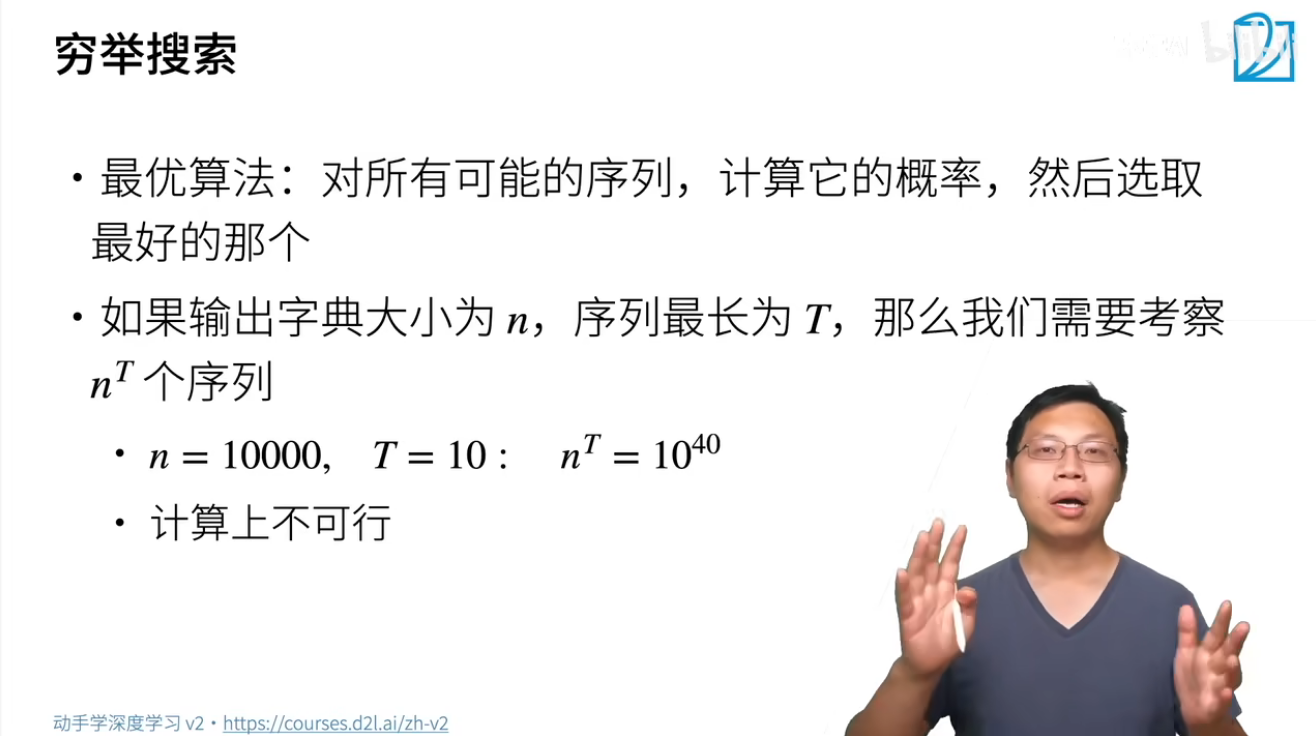 穷举搜索
• 最优算法：对所有可能的序列，计算它的概率，然后选取
最好的那个
• 如果输出字典大小为 n，序列最长为 T，那么我们需要考察
n^T 个序列
• n = 10000, T = 10 : n^T = 10^40
• 计算上不可行
动手学深度学习 v2 • https://courses.d2l.ai/zh-v2